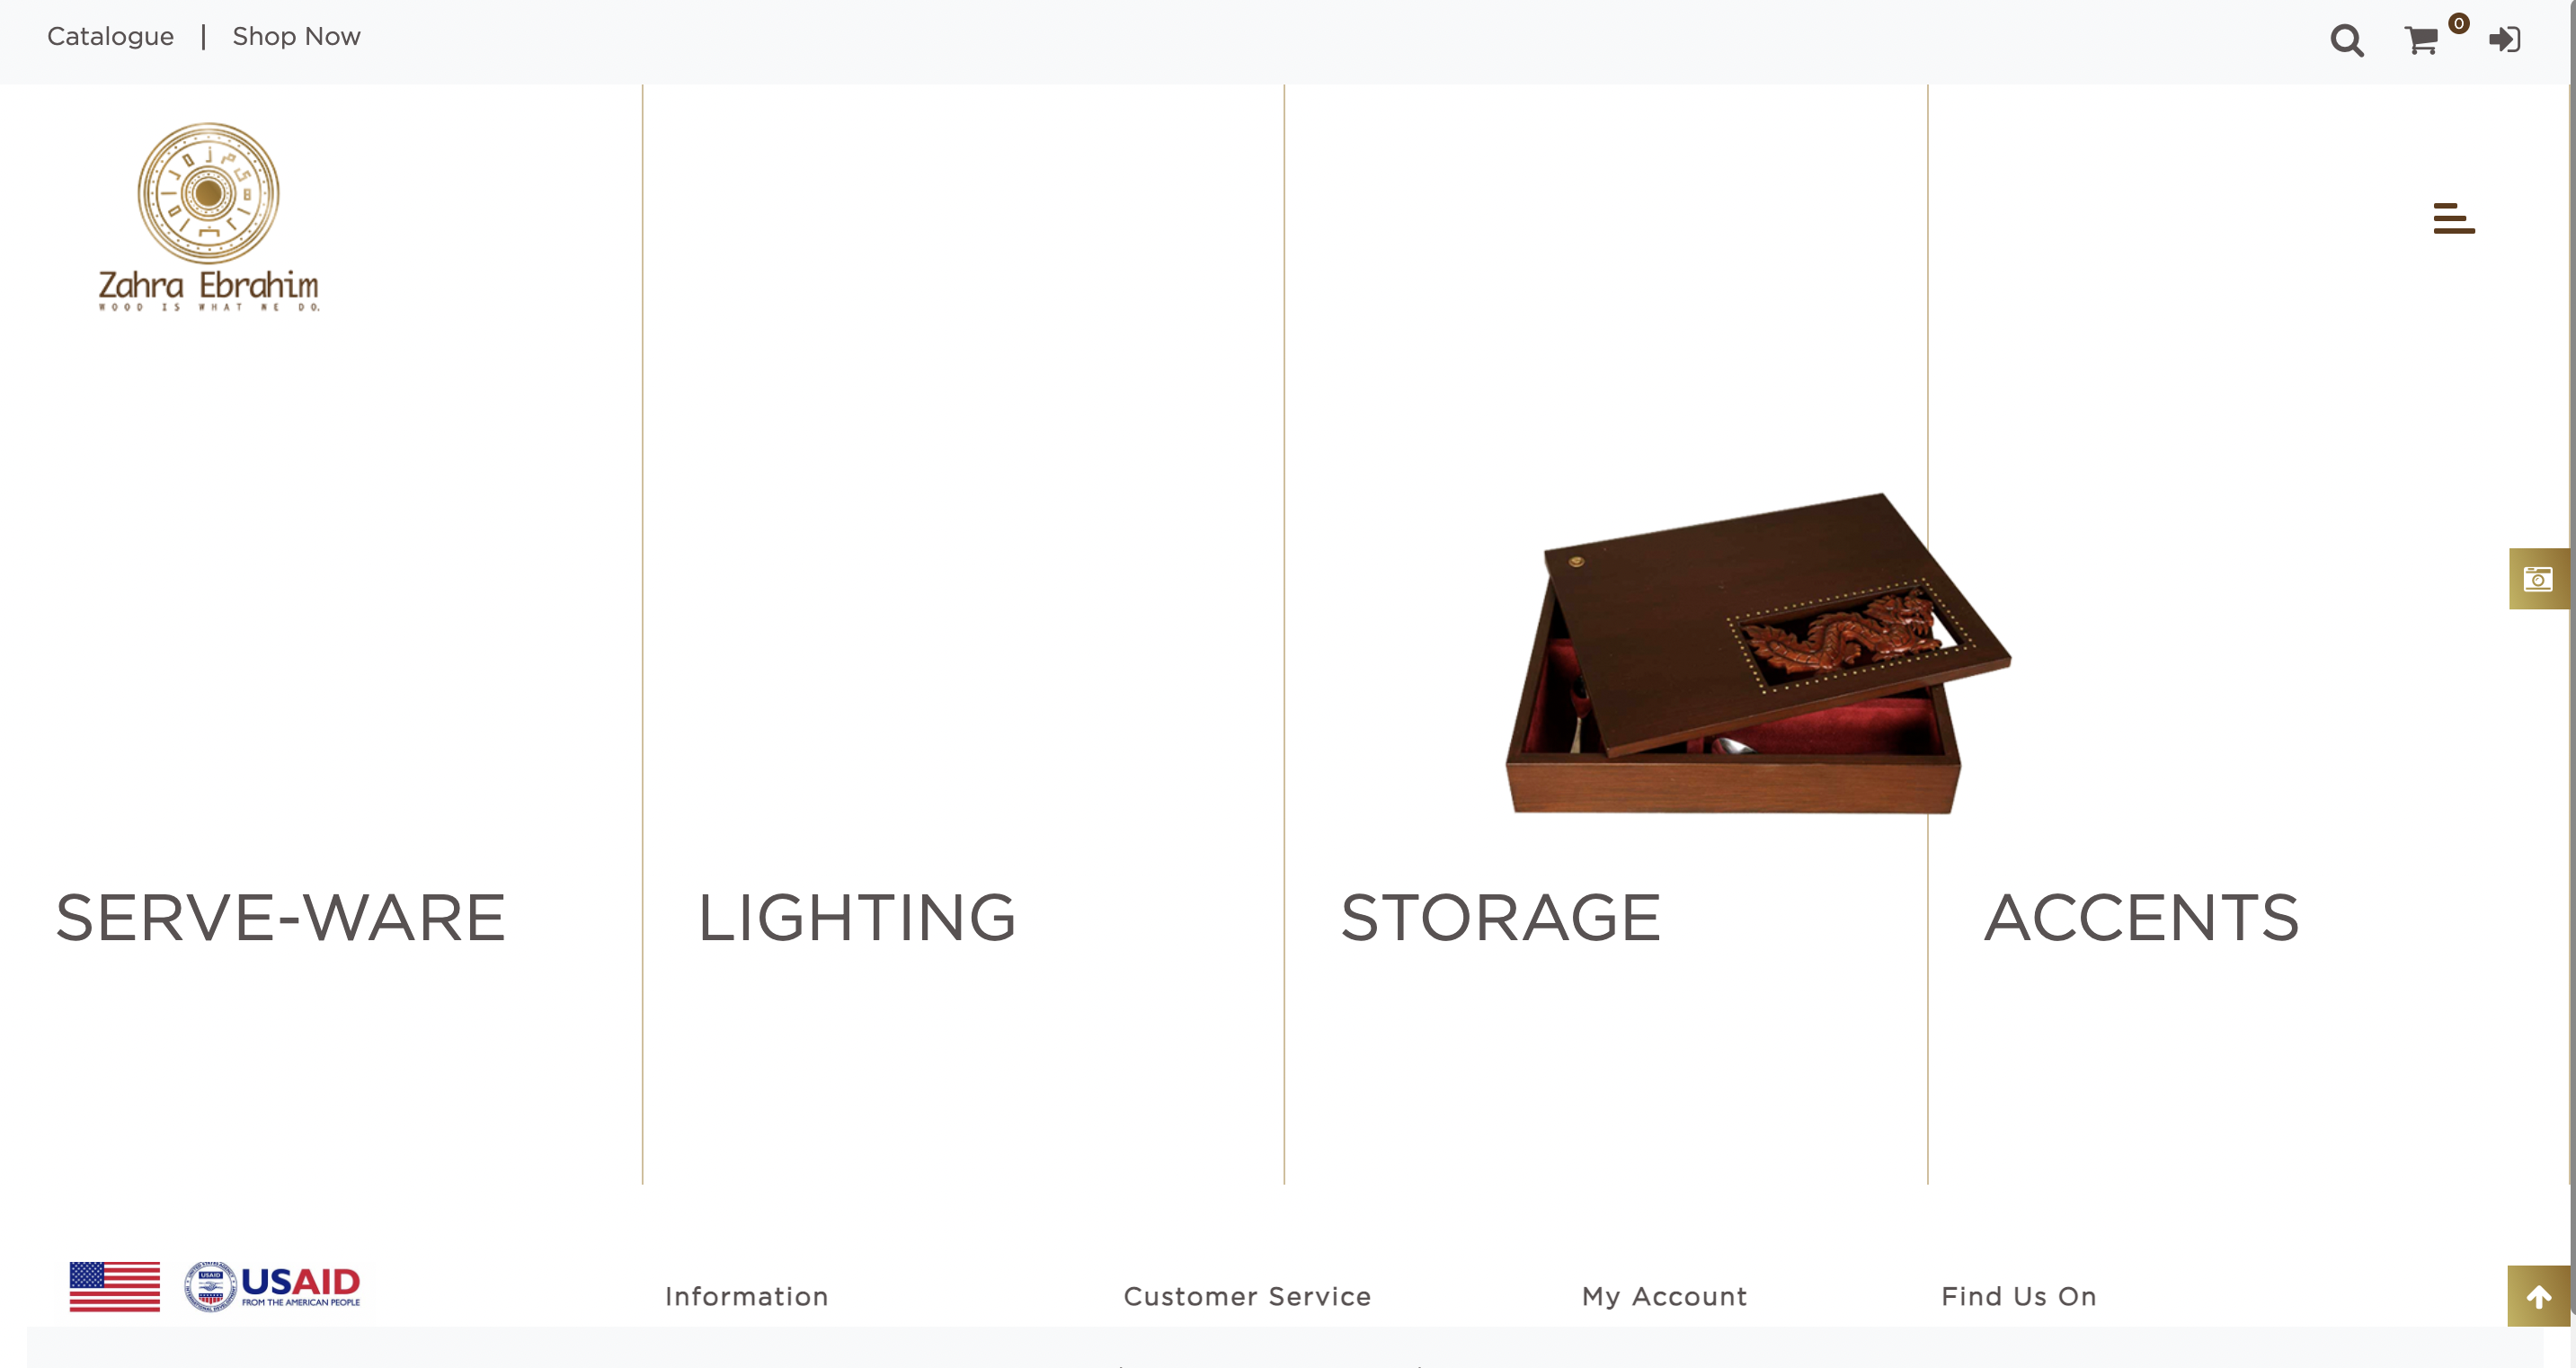 Catalogue | Shop Now
0
Zahra Ebrahim
WOOD IS WHAT WE DO.
SERVE-WARE
LIGHTING
STORAGE
ACCENTS
USAID
FROM THE AMERICAN PEOPLE
Information
Customer Service
My Account
Find Us On